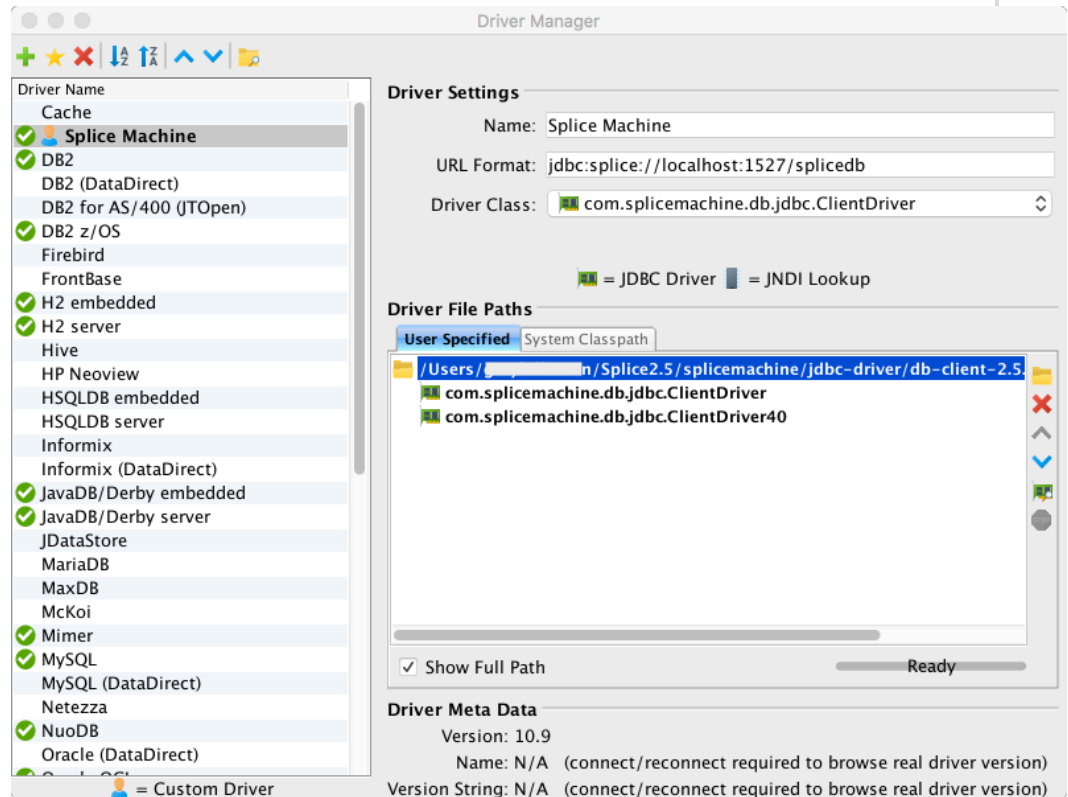 Driver Manager
Driver Name
Cache
Splice Machine
DB2
DB2 (DataDirect)
DB2 for AS/400 (JTOpen)
DB2 z/OS
Firebird
FrontBase
H2 embedded
H2 server
Hive
HP Neoview
HSQLDB embedded
HSQLDB server
Informix
Informix (DataDirect)
JavaDB/Derby embedded
JavaDB/Derby server
JDataStore
MariaDB
MaxDB
McKoi
Mimer
MySQL
MySQL (DataDirect)
Netezza
NuoDB
Oracle (DataDirect)
= Custom Driver
Driver Settings
Name: Splice Machine
URL Format: jdbc:splice://localhost:1527/splicedb
Driver Class: com.splicemachine.db.jdbc.ClientDriver
= JDBC Driver = JNDI Lookup
Driver File Paths
User Specified System Classpath
/Users/ n/Splice2.5/splicemachine/jdbc-driver/db-client-2.5.
com.splicemachine.db.jdbc.ClientDriver
com.splicemachine.db.jdbc.ClientDriver40
Show Full Path Ready
Driver Meta Data
Version: 10.9
Name: N/A (connect/reconnect required to browse real driver version)
Version String: N/A (connect/reconnect required to browse real driver version)